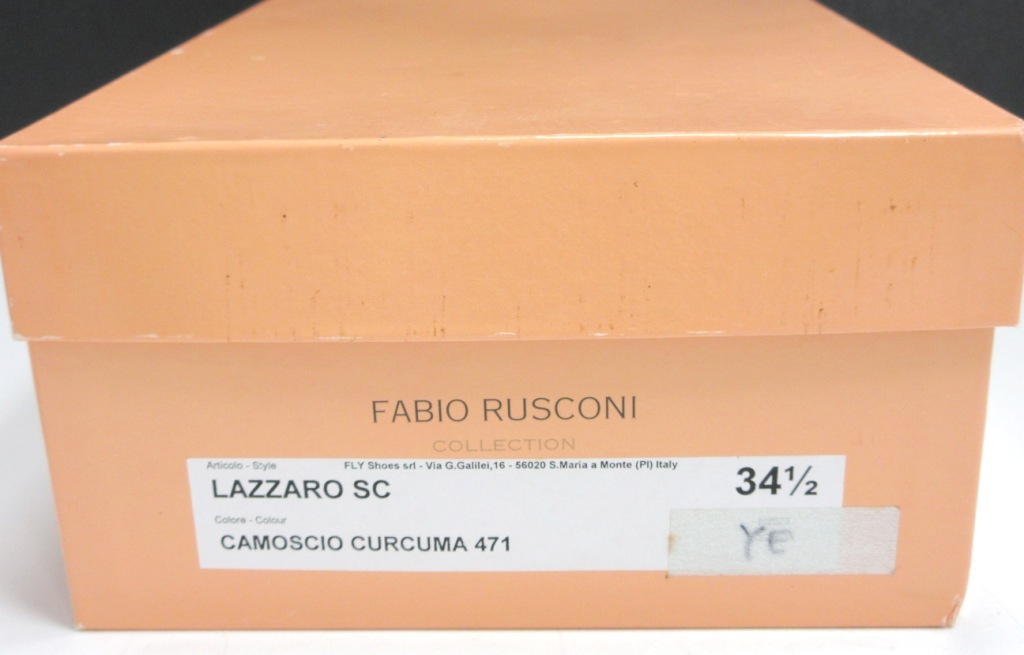 FABIO RUSCONI
COLLECTION
Articolo - Style FLY Shoes srl - Via G.Galilei,16 - 56020 S.Maria a Monte (PI) Italy
LAZZARO SC 34½
Colore - Colour
CAMOSCIO CURCUMA 471
YE